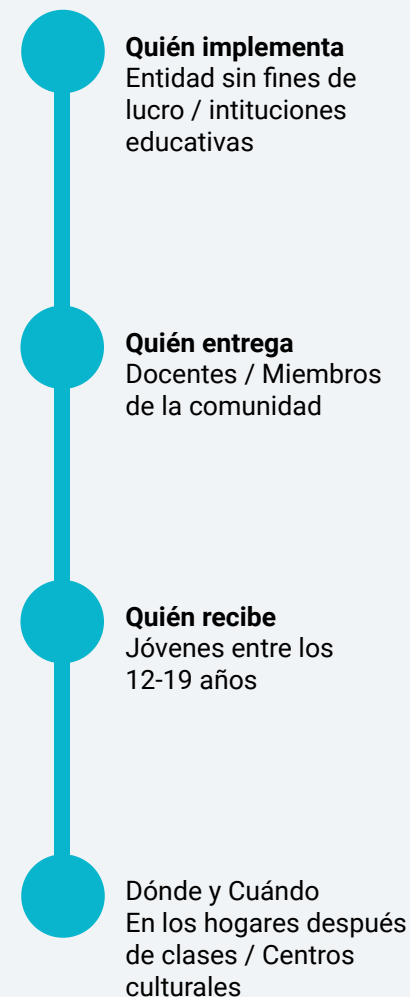 Quién implementa
Entidad sin fines de
lucro / intituciones
educativas
Quién entrega
Docentes / Miembros
de la comunidad
Quién recibe
Jóvenes entre los
12-19 años
Dónde y Cuándo
En los hogares después
de clases / Centros
culturales